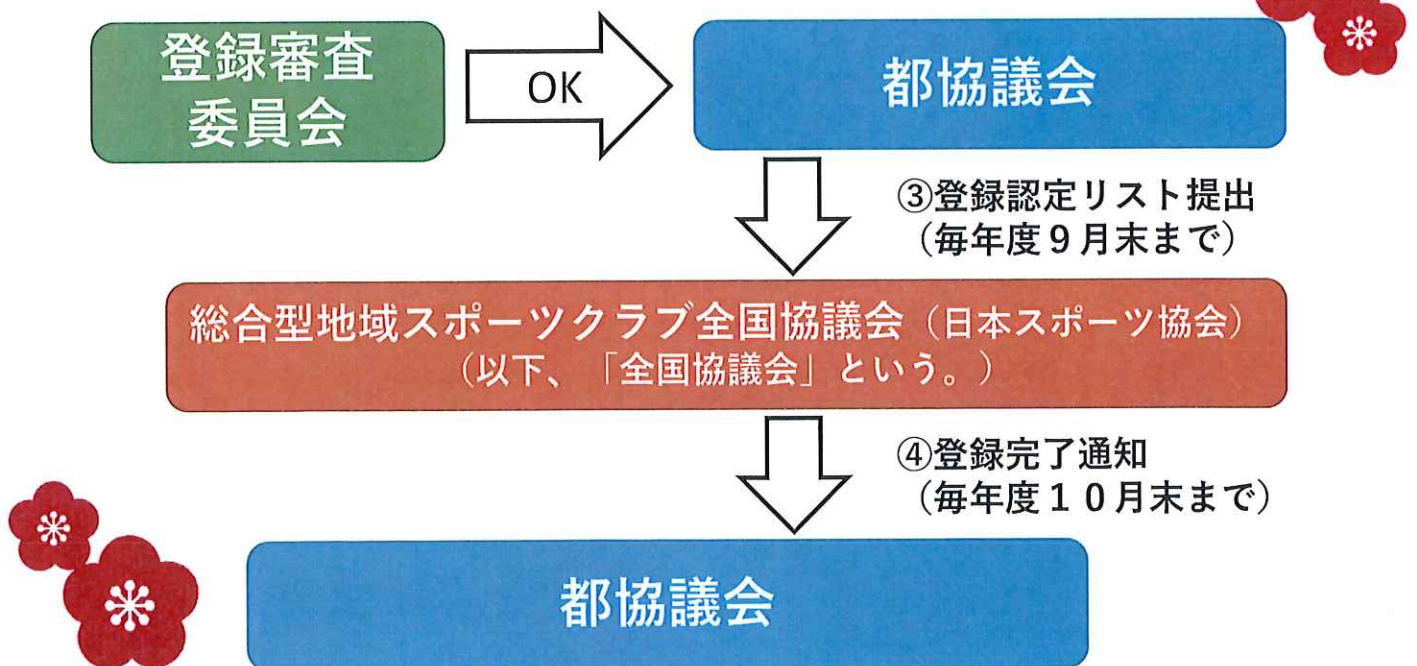 登録審査
委員会
OK
都協議会
③登録認定リスト提出
（毎年度９月末まで）
総合型地域スポーツクラブ全国協議会（日本スポーツ協会）
（以下、「全国協議会」という。）
④登録完了通知
（毎年度１０月末まで）
都協議会